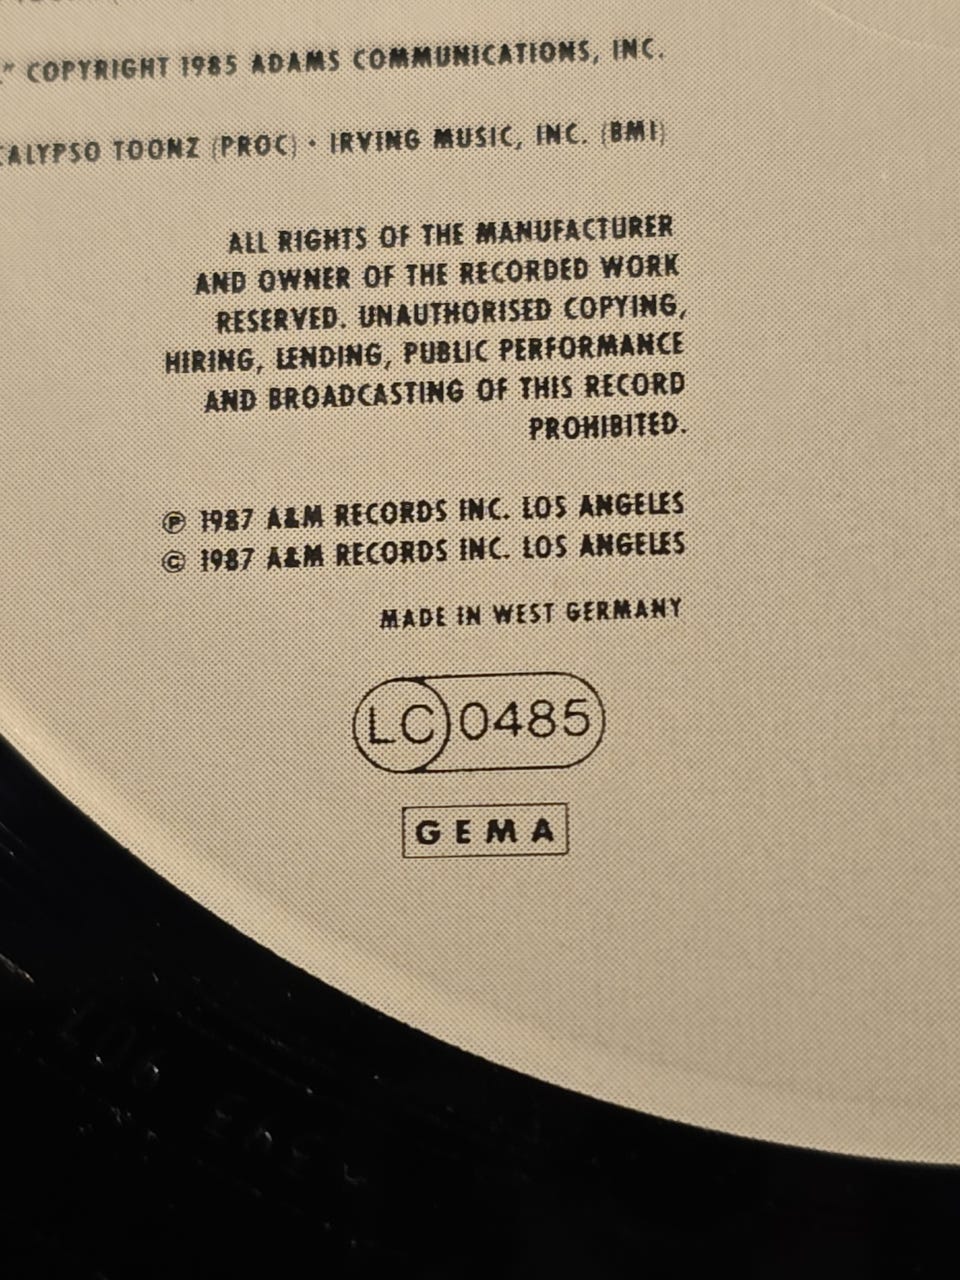 ” COPYRIGHT 1985 ADAMS COMMUNICATIONS, INC.
CALYPSO TOONZ (PROC) · IRVING MUSIC, INC. (BMI)
ALL RIGHTS OF THE MANUFACTURER
AND OWNER OF THE RECORDED WORK
RESERVED. UNAUTHORISED COPYING,
HIRING, LENDING, PUBLIC PERFORMANCE
AND BROADCASTING OF THIS RECORD
PROHIBITED.
℗ 1987 A&M RECORDS INC. LOS ANGELES
© 1987 A&M RECORDS INC. LOS ANGELES
MADE IN WEST GERMANY
LC 0485
GEMA